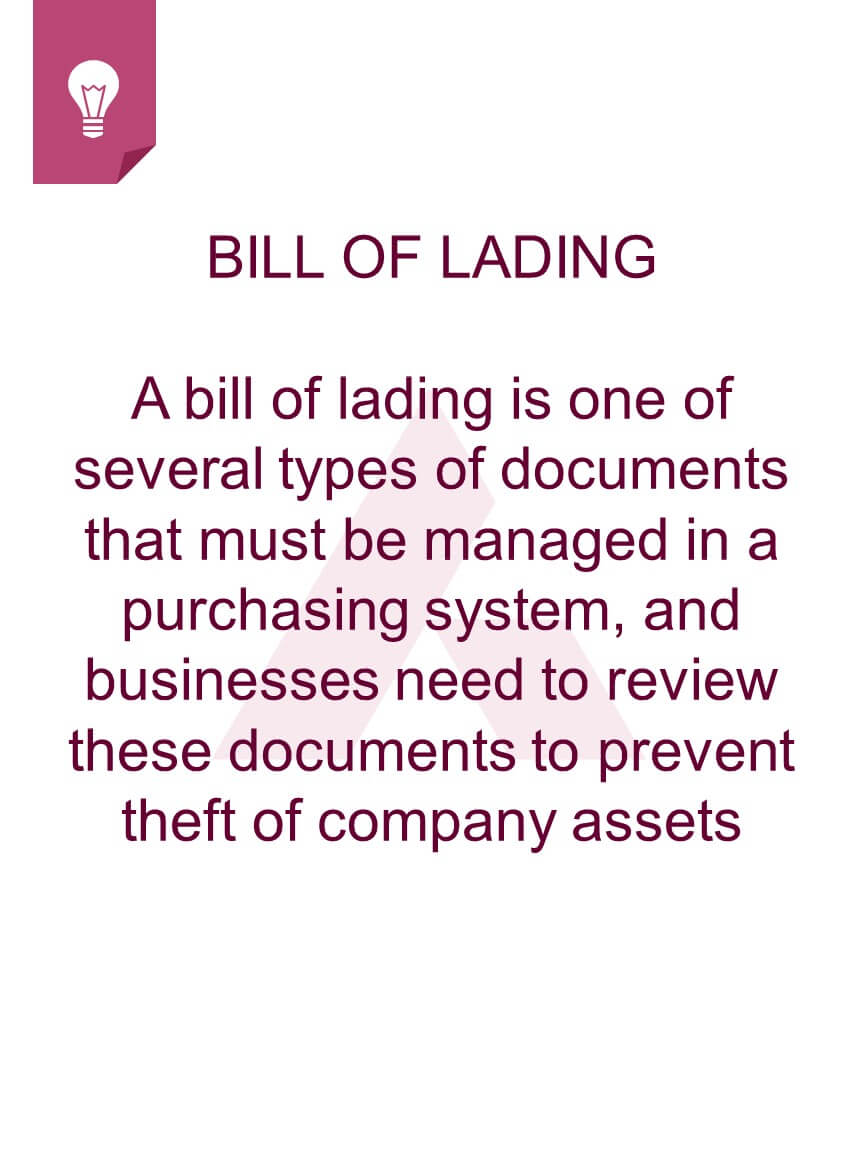 BILL OF LADING
A bill of lading is one of
several types of documents
that must be managed in a
purchasing system, and
businesses need to review
these documents to prevent
theft of company assets